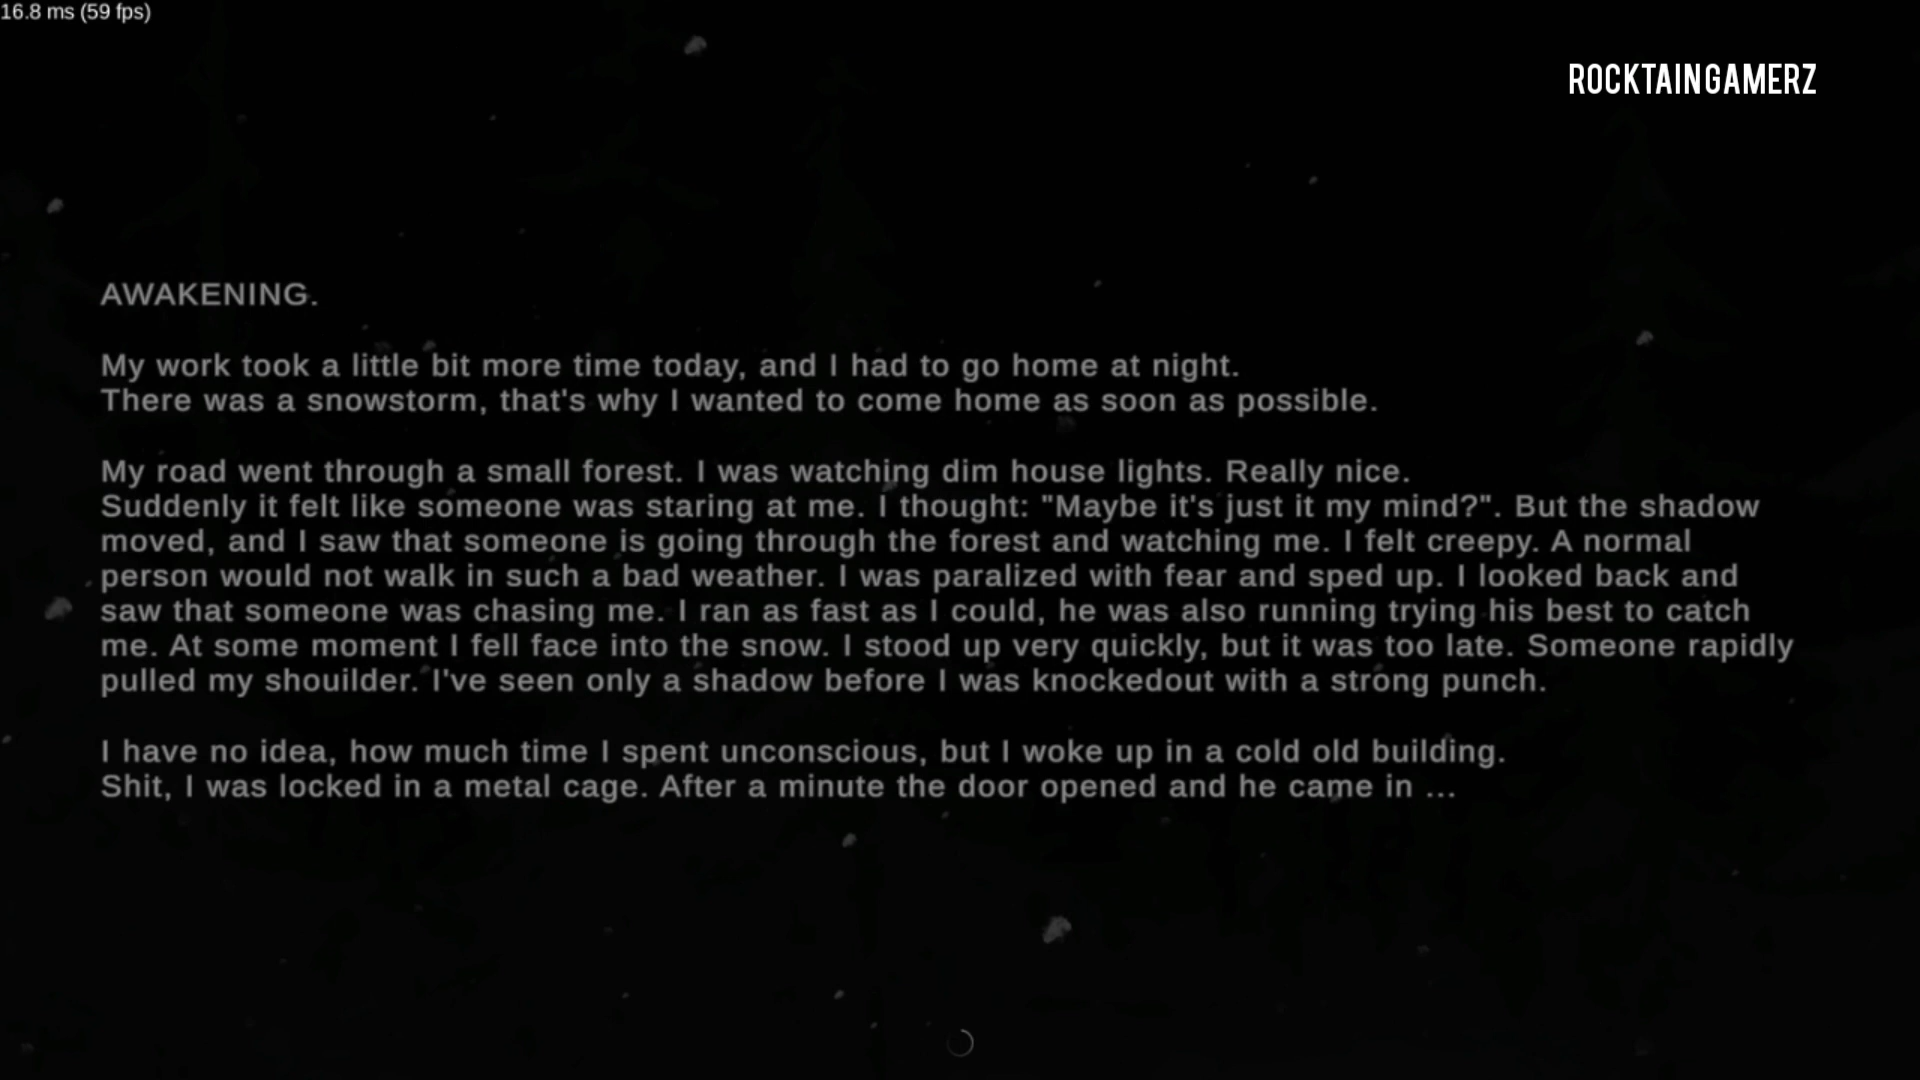 16.8 ms (59 fps)
ROCKTAINGAMERZ
AWAKENING.
My work took a little bit more time today, and I had to go home at night.
There was a snowstorm, that's why I wanted to come home as soon as possible.
My road went through a small forest. I was watching dim house lights. Really nice.
Suddenly it felt like someone was staring at me. I thought: "Maybe it's just it my mind?". But the shadow
moved, and I saw that someone is going through the forest and watching me. I felt creepy. A normal
person would not walk in such a bad weather. I was paralized with fear and sped up. I looked back and
saw that someone was chasing me. I ran as fast as I could, he was also running trying his best to catch
me. At some moment I fell face into the snow. I stood up very quickly, but it was too late. Someone rapidly
pulled my shouilder. I've seen only a shadow before I was knockedout with a strong punch.
I have no idea, how much time I spent unconscious, but I woke up in a cold old building.
Shit, I was locked in a metal cage. After a minute the door opened and he came in ...